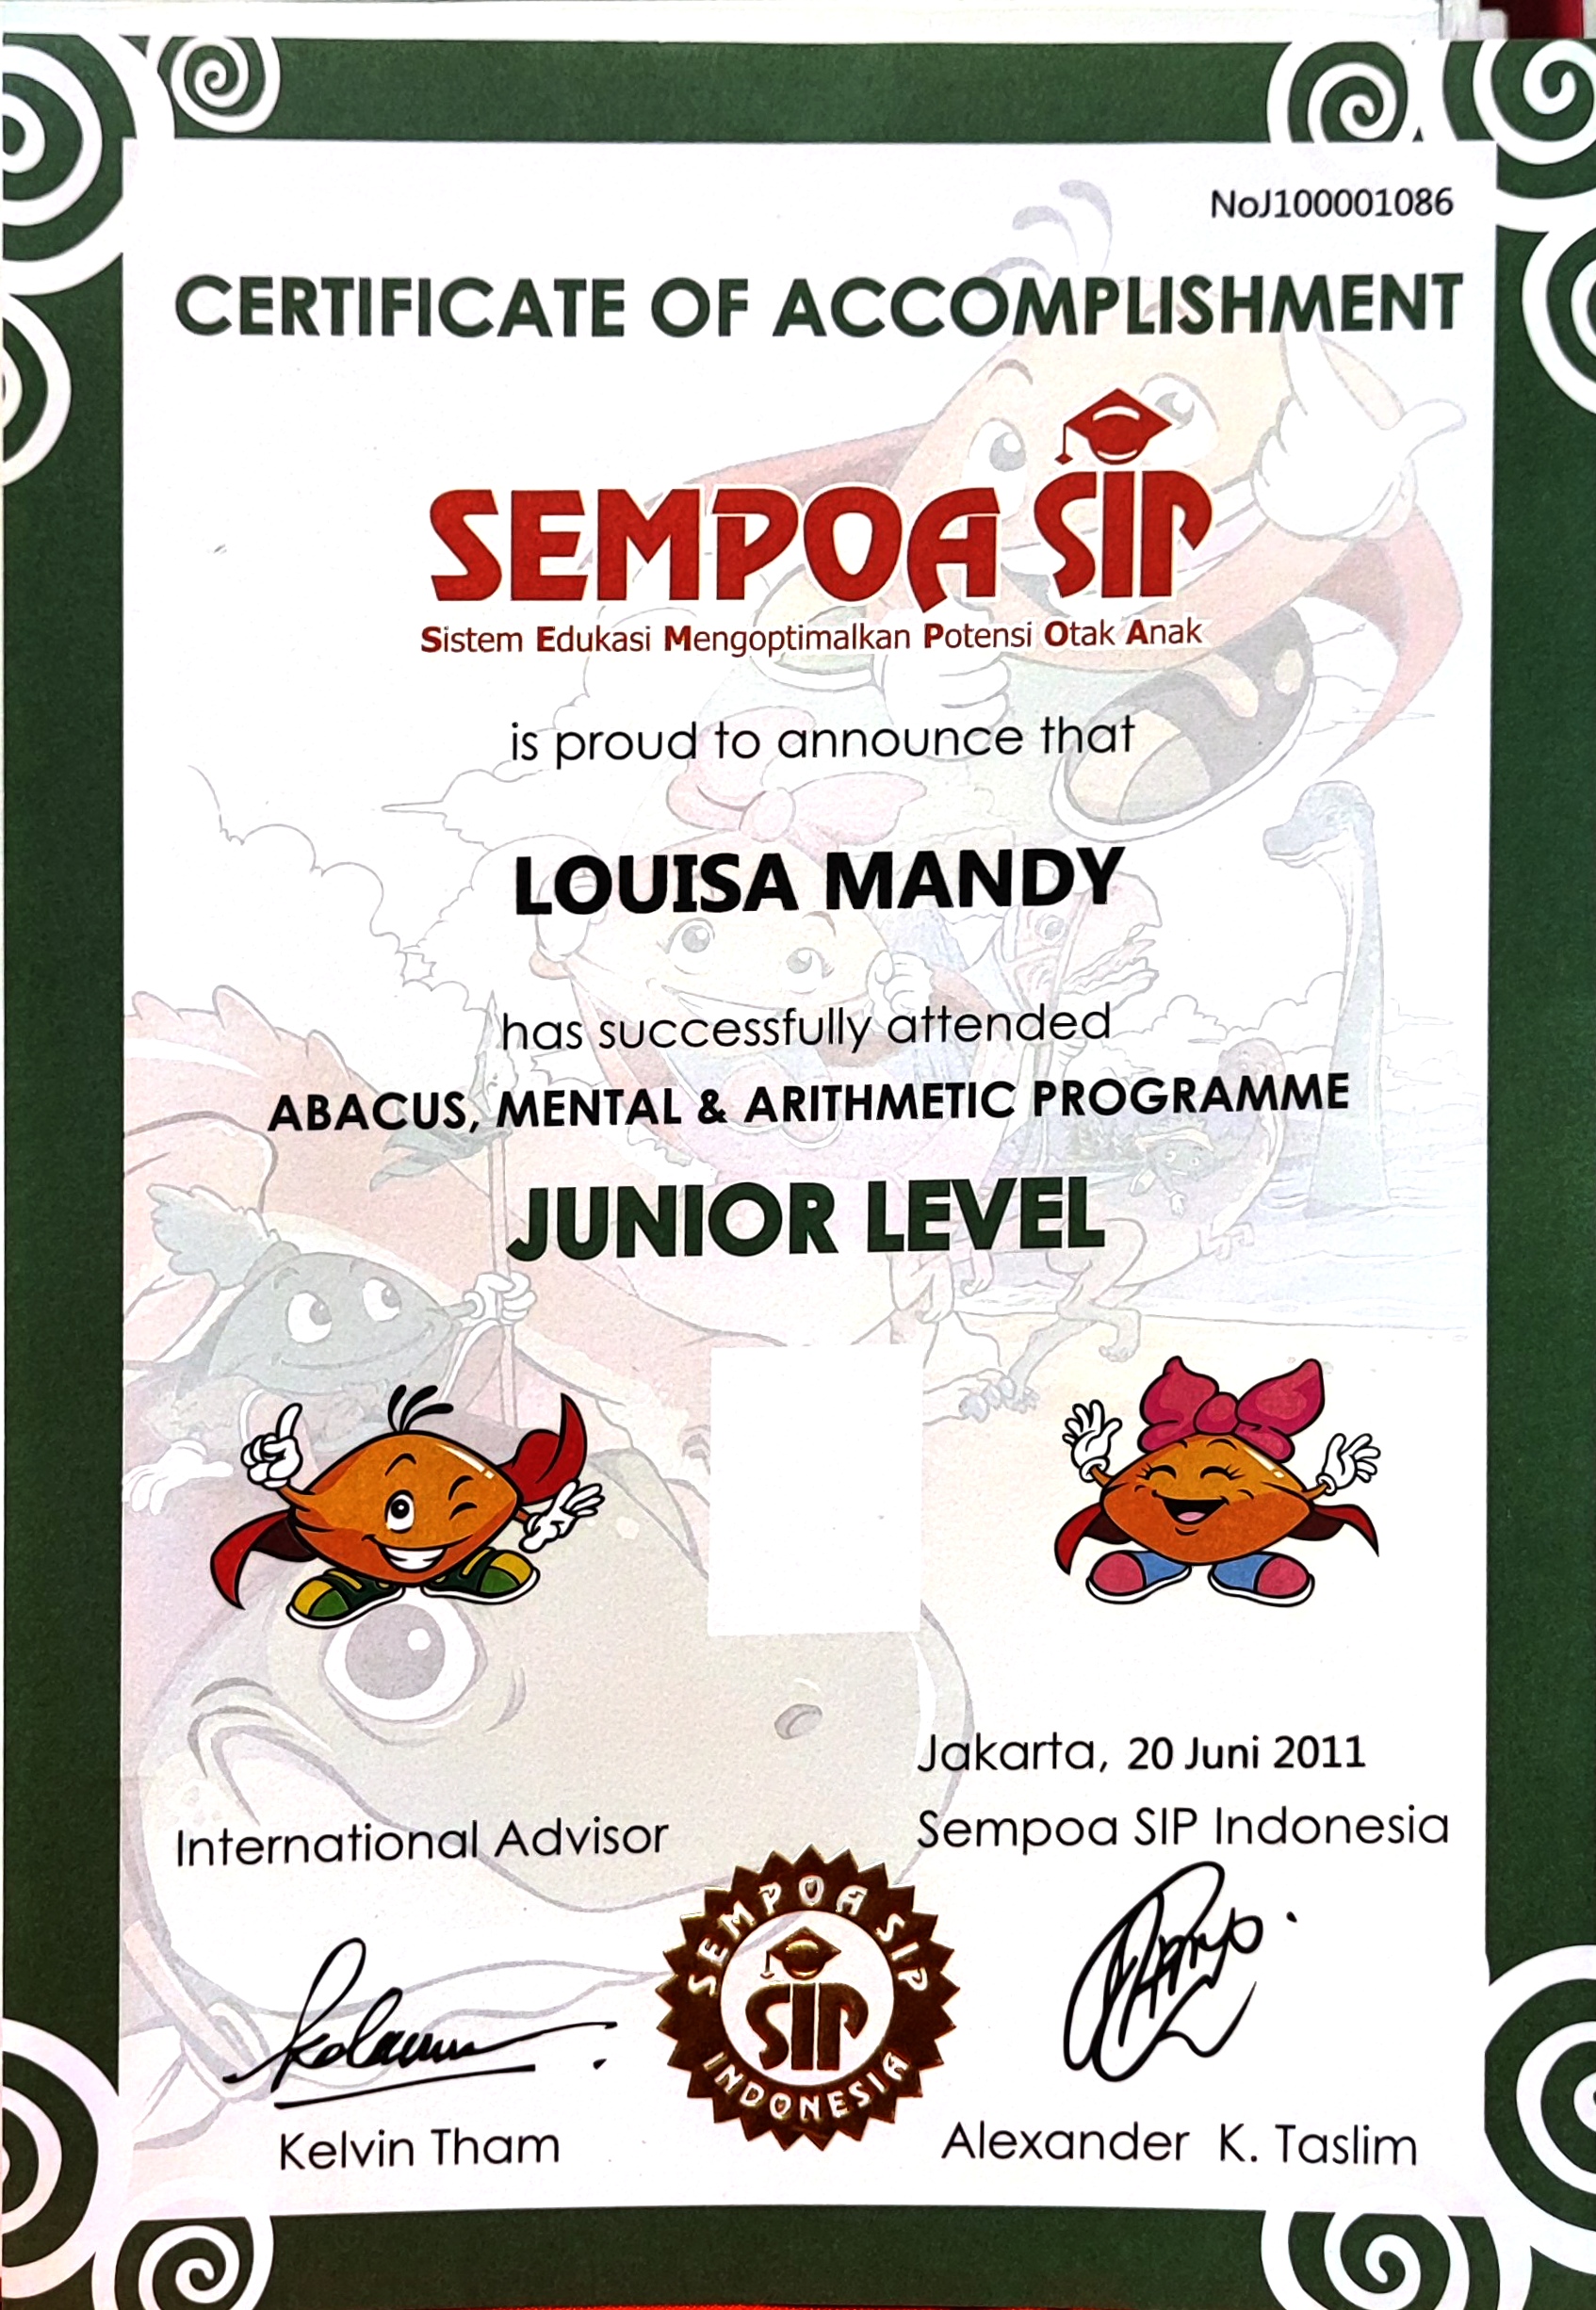 NoJ100001086
CERTIFICATE OF ACCOMPLISHMENT
SEMPOA SIP
Sistem Edukasi Mengoptimalkan Potensi Otak Anak
is proud to announce that
LOUISA MANDY
has successfully attended
ABACUS, MENTAL & ARITHMETIC PROGRAMME
JUNIOR LEVEL
Jakarta, 20 Juni 2011
International Advisor
Sempoa SIP Indonesia
SEMPOA SIP
SIP
INDONESIA
Kelvin Tham
Alexander K. Taslim